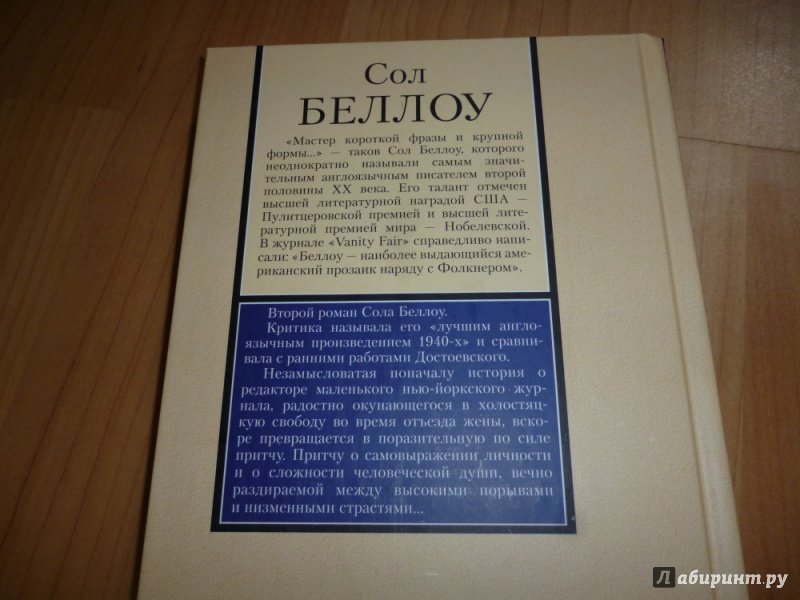 Сол
БЕЛЛОУ
«Мастер короткой фразы и крупной
формы...» — таков Сол Беллоу, которого
неоднократно называли самым значи-
тельным англоязычным писателем второй
половины XX века. Его талант отмечен
высшей литературной наградой США —
Пулитцеровской премией и высшей лите-
ратурной премией мира — Нобелевской.
В журнале «Vanity Fair» справедливо напи-
сали: «Беллоу — наиболее выдающийся аме-
риканский прозаик наряду с Фолкнером».
Второй роман Сола Беллоу.
Критика называла его «лучшим англо-
язычным произведением 1940-х» и сравни-
вала с ранними работами Достоевского.
Незамысловатая поначалу история о
редакторе маленького нью-йоркского жур-
нала, радостно окунающегося в холостяц-
кую свободу во время отъезда жены, вско-
ре превращается в поразительную по силе
притчу. Притчу о самовыражении личности
и о сложности человеческой души, вечно
раздираемой между высокими порывами
и низменными страстями...
Лабиринт.ру